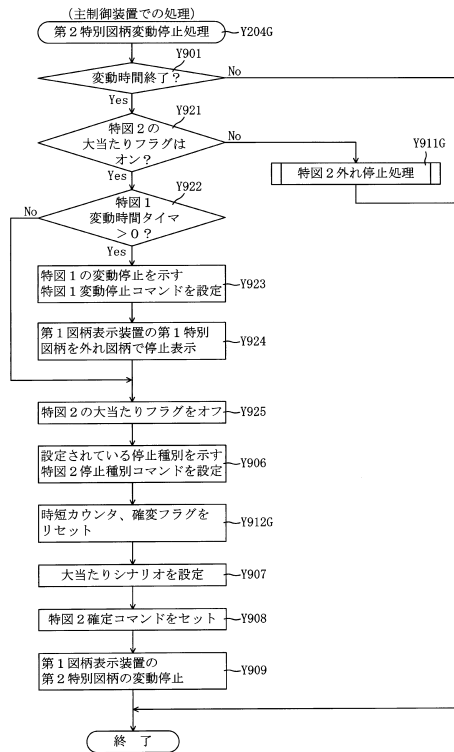 （主制御装置での処理）
第２特別図柄変動停止処理
Y204G
Y901
変動時間終了？
No
Yes
Y921
特図２の
大当たりフラグは
オン？
No
Yes
Y911G
特図２外れ停止処理
Y922
特図１
変動時間タイマ
＞０？
No
Yes
特図１の変動停止を示す
特図１変動停止コマンドを設定
Y923
第１図柄表示装置の第１特別
図柄を外れ図柄で停止表示
Y924
特図２の大当たりフラグをオフ
Y925
設定されている停止種別を示す
特図２停止種別コマンドを設定
Y906
時短カウンタ、確変フラグを
リセット
Y912G
大当たりシナリオを設定
Y907
特図２確定コマンドをセット
Y908
第１図柄表示装置の
第２特別図柄の変動停止
Y909
終 了